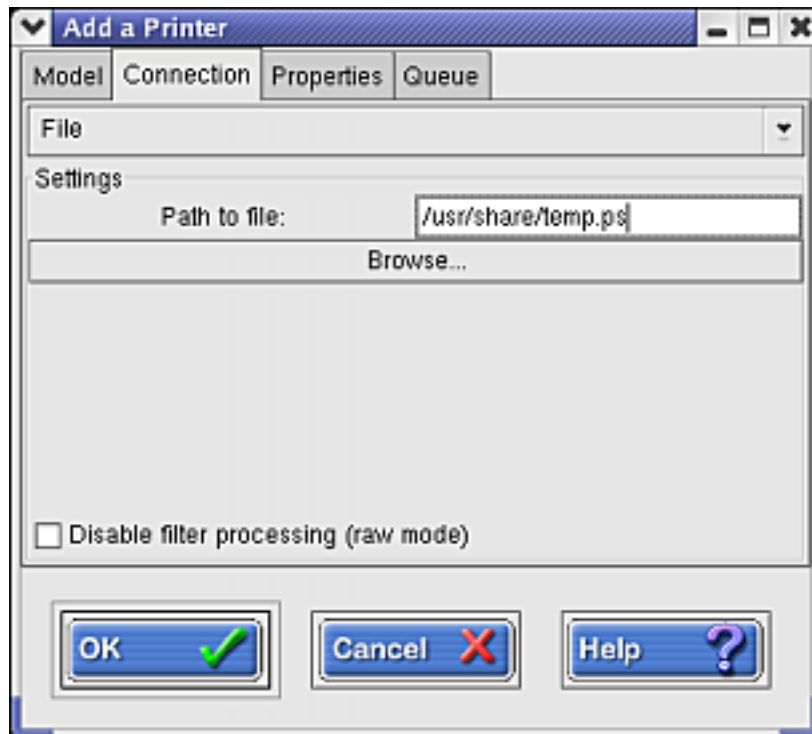 Add a Printer
Model Connection Properties Queue
File
Settings
Path to file: /usr/share/temp.ps
Browse...
Disable filter processing (raw mode)
OK Cancel Help